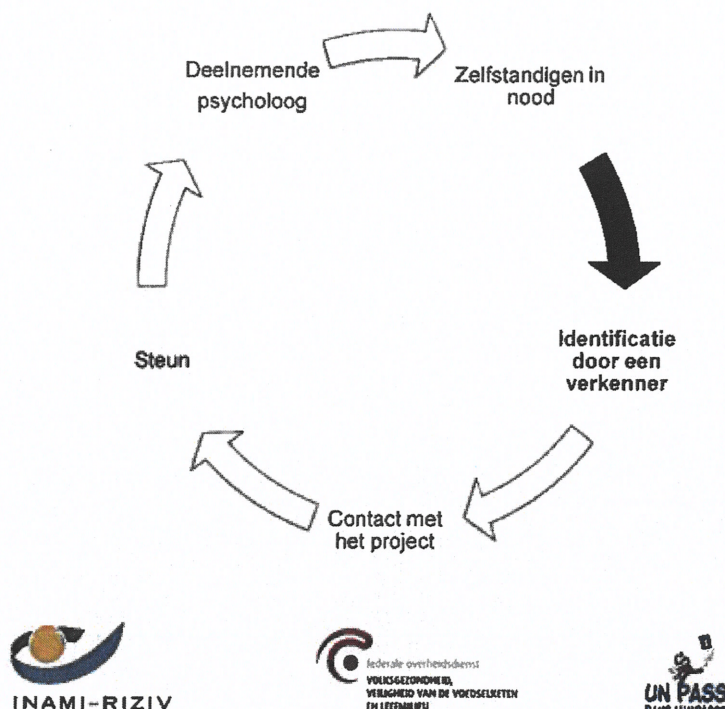 Deelnemende
psycholoog
Zelfstandigen in
nood
Identificatie
door een
verkenner
Contact met
het project
Steun
INAMI-RIZIV
federale overheidsdienst
VOLKSGEZONDHEID,
VEILIGHEID VAN DE VOEDSELKETEN
EN LEEFMILIEU
UN PASS